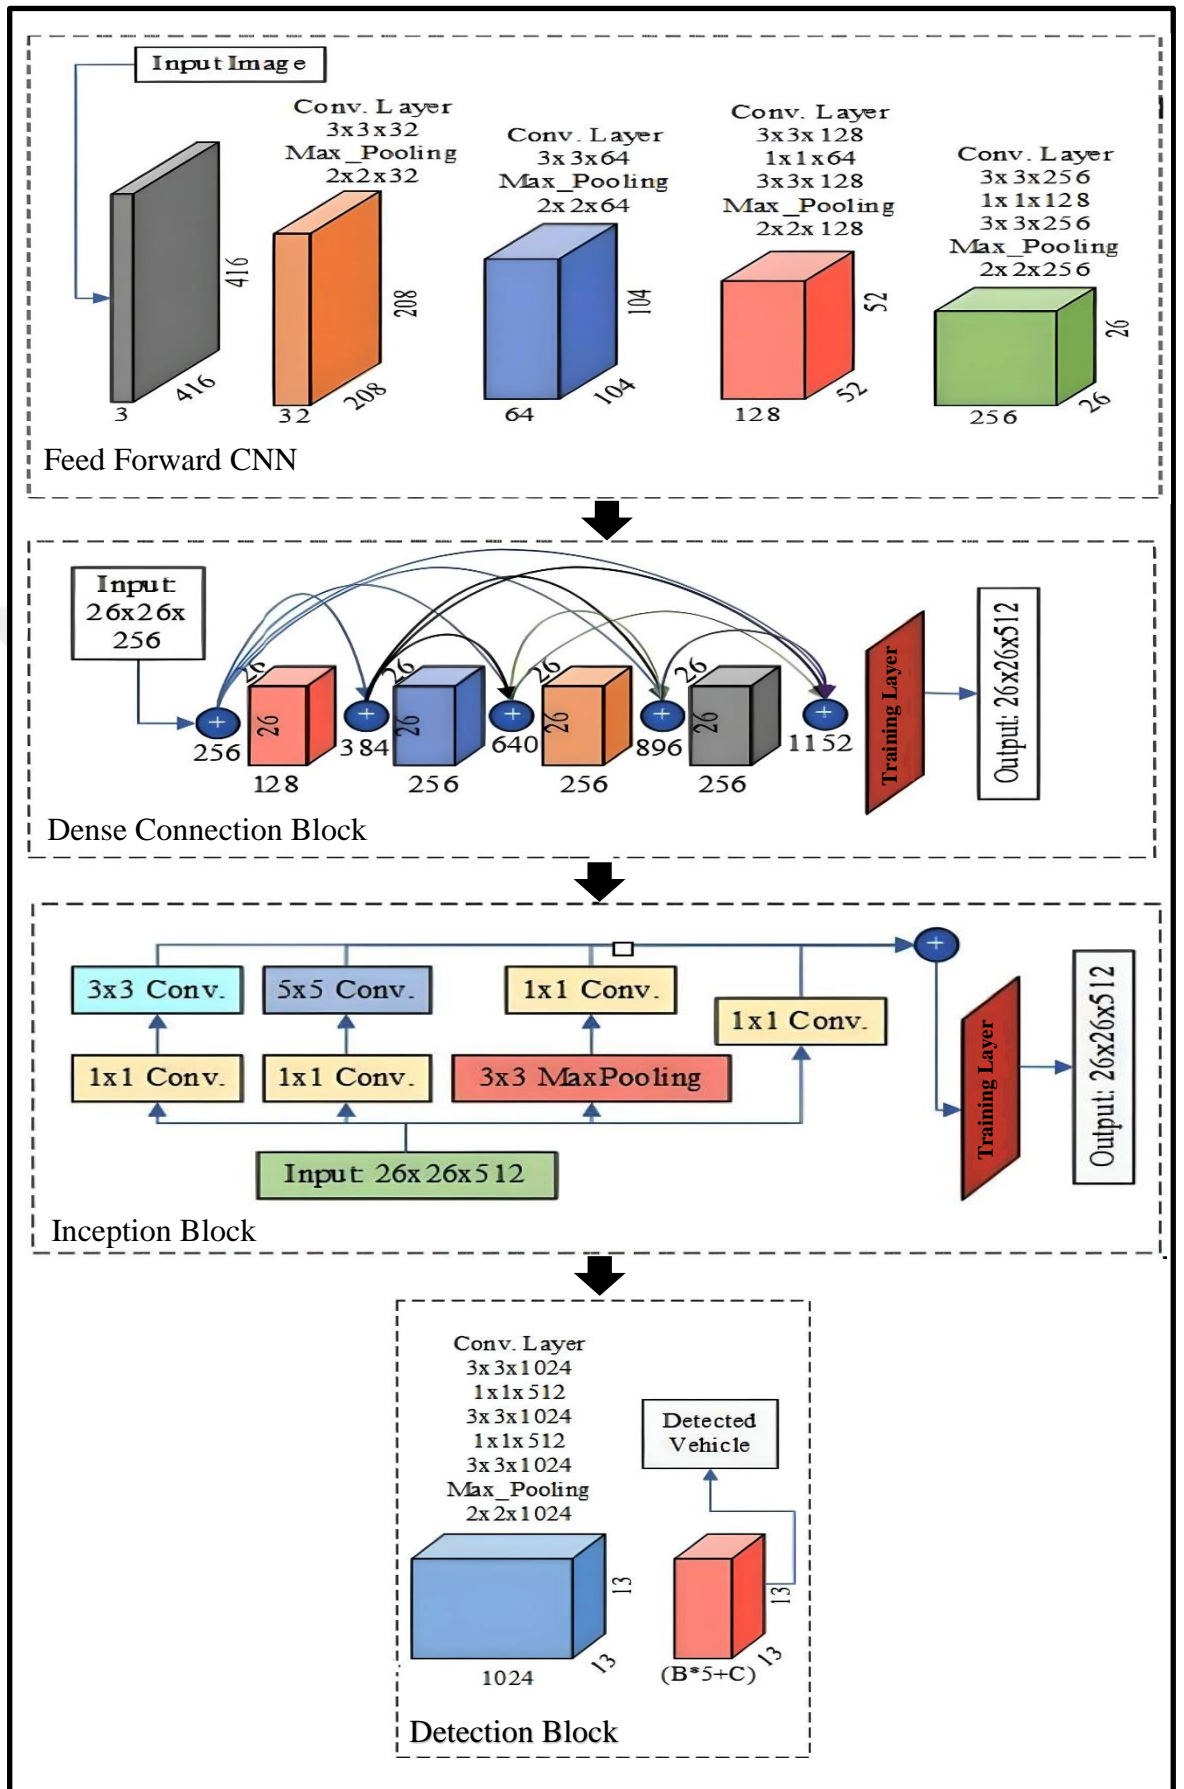 Input Image
Conv. Layer
3x3x32
Max_Pooling
2x2x32
Conv. Layer
3x3x64
Max_Pooling
2x2x64
Conv. Layer
3x3x128
1x1x64
3x3x128
Max_Pooling
2x2x128
Conv. Layer
3x3x256
1x1x128
3x3x256
Max_Pooling
2x2x256
416
416
3
208
208
32
104
104
64
52
52
128
26
26
256
Feed Forward CNN
Input:
26x26x
256
+
256
26
26
128
+
384
26
26
256
+
640
26
256
+
896
26
26
256
+
1152
Training Layer
Output: 26x26x512
Dense Connection Block
3x3 Conv.
5x5 Conv.
1x1 Conv.
1x1 Conv.
1x1 Conv.
1x1 Conv.
3x3 MaxPooling
Input: 26x26x512
+
Training Layer
Output: 26x26x512
Inception Block
Conv. Layer
3x3x1024
1x1x512
3x3x1024
1x1x512
3x3x1024
Max_Pooling
2x2x1024
13
13
1024
Detected
Vehicle
13
13
(B*5+C)
Detection Block